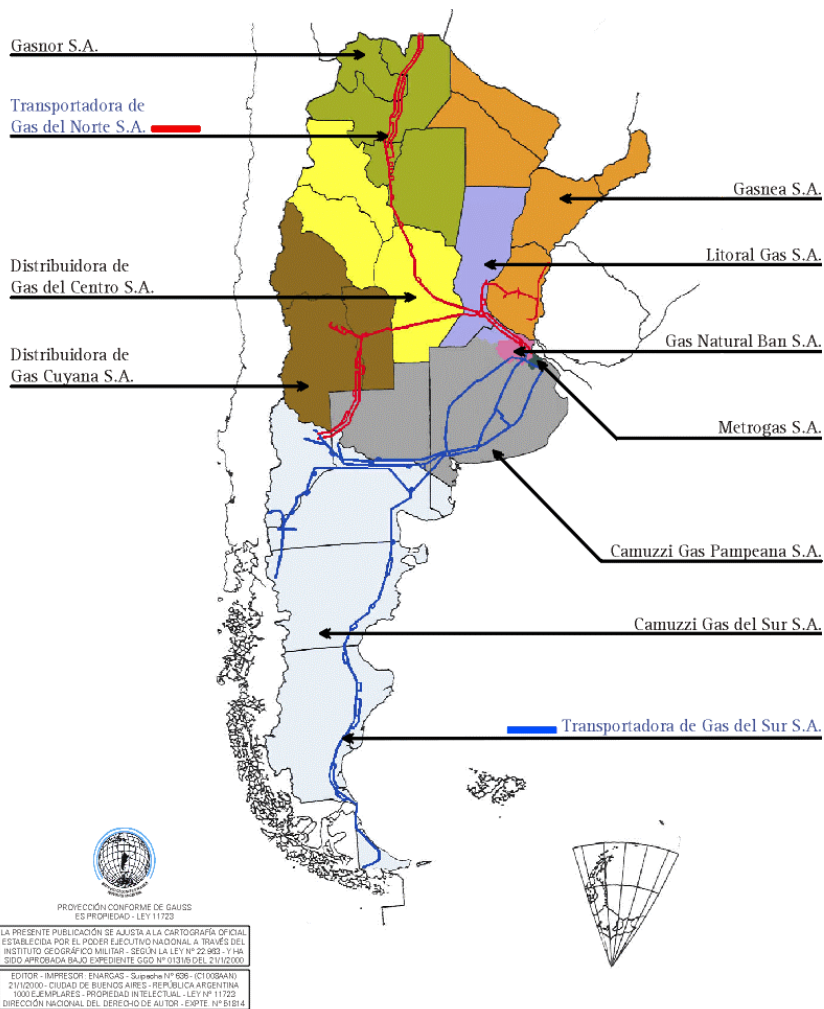 Gasnor S.A.
Transportadora de
Gas del Norte S.A.
Gasnea S.A.
Litoral Gas S.A.
Distribuidora de
Gas del Centro S.A.
Gas Natural Ban S.A.
Distribuidora de
Gas Cuyana S.A.
Metrogas S.A.
Camuzzi Gas Pampeana S.A.
Camuzzi Gas del Sur S.A.
Transportadora de Gas del Sur S.A.
PROYECCIÓN CONFORME DE GAUSS
ES PROPIEDAD - LEY 11723
LA PRESENTE PUBLICACIÓN SE AJUSTA A LA CARTOGRAFÍA OFICIAL
ESTABLECIDA POR EL PODER EJECUTIVO NACIONAL A TRAVÉS DEL
INSTITUTO GEOGRÁFICO MILITAR - SEGÚN LA LEY Nº 22.963 - Y HA
SIDO APROBADA BAJO EXPEDIENTE GG0 Nº 0131/5 DEL 21/1/2000
EDITOR - IMPRESOR: ENARGAS - Suipacha Nº 636 - (C1008AAN)
21/1/2000 - CIUDAD DE BUENOS AIRES - REPÚBLICA ARGENTINA
1000 EJEMPLARES - PROPIEDAD INTELECTUAL - LEY Nº 11723
DIRECCIÓN NACIONAL DEL DERECHO DE AUTOR - EXPTE. Nº 51814